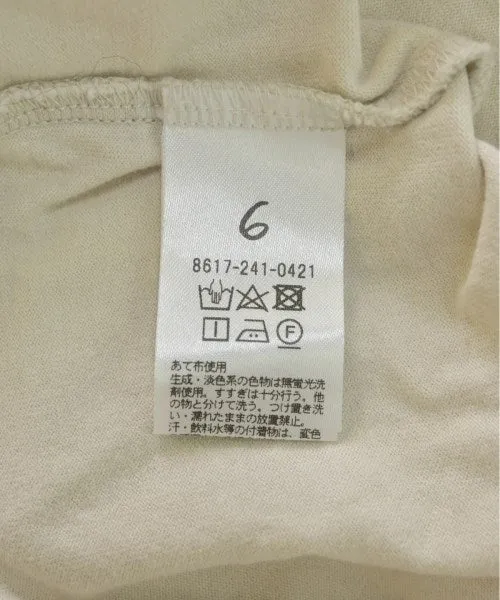 6
8617-241-0421
F
あて布使用
生成・淡色系の色物は無蛍光洗
剤使用。すすぎは十分行う。他
の物と分けて洗う。つけ置き洗
い・濡れたままの放置禁止。
汗・飲料水等の付着物は、変色